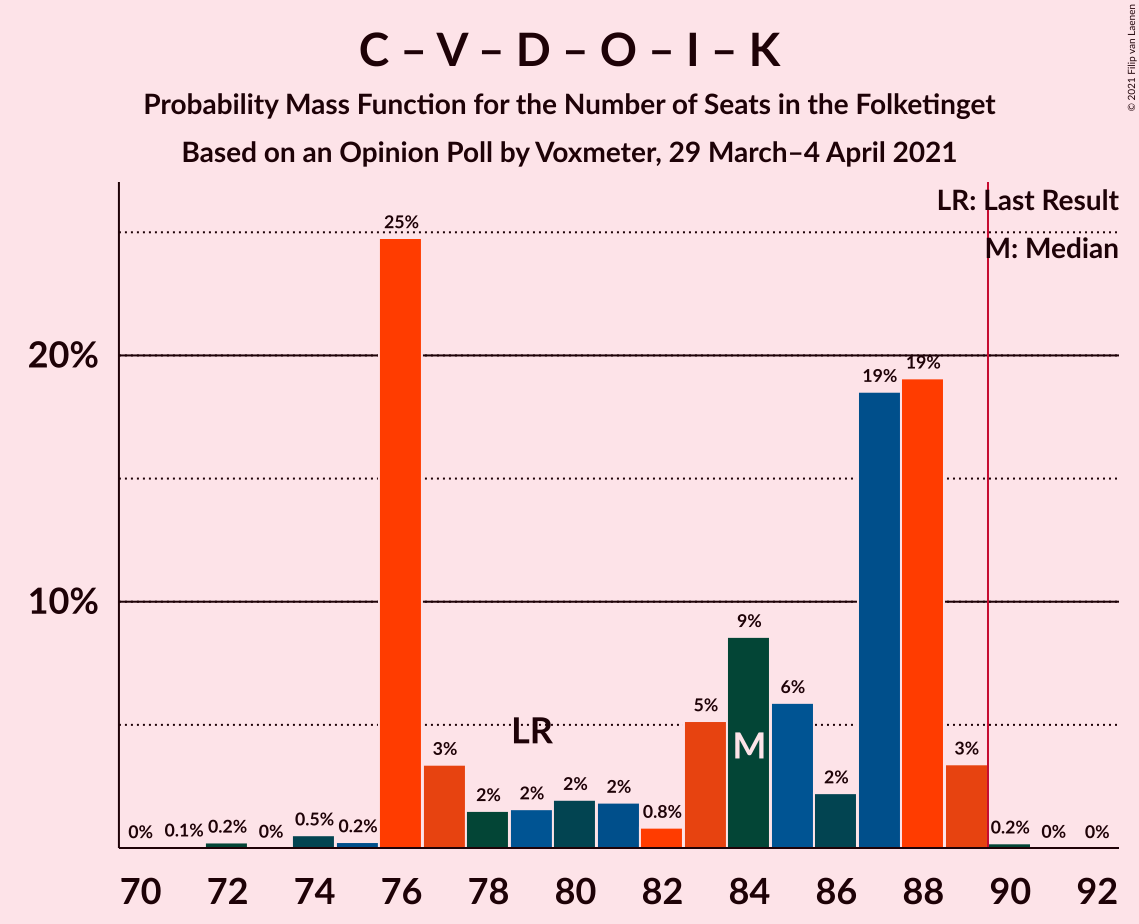 C – V – D – O – I – K
Probability Mass Function for the Number of Seats in the Folketinget
Based on an Opinion Poll by Voxmeter, 29 March–4 April 2021
© 2021 Filip van Laenen
LR: Last Result
M: Median
20%
10%
0% 0.1% 0.2% 0% 0.5% 0.2% 25% 3% 2% 2% 2% 2% 0.8% 5% 9% 6% 2% 19% 19% 3% 0.2% 0% 0%
LR
M
70 72 74 76 78 80 82 84 86 88 90 92